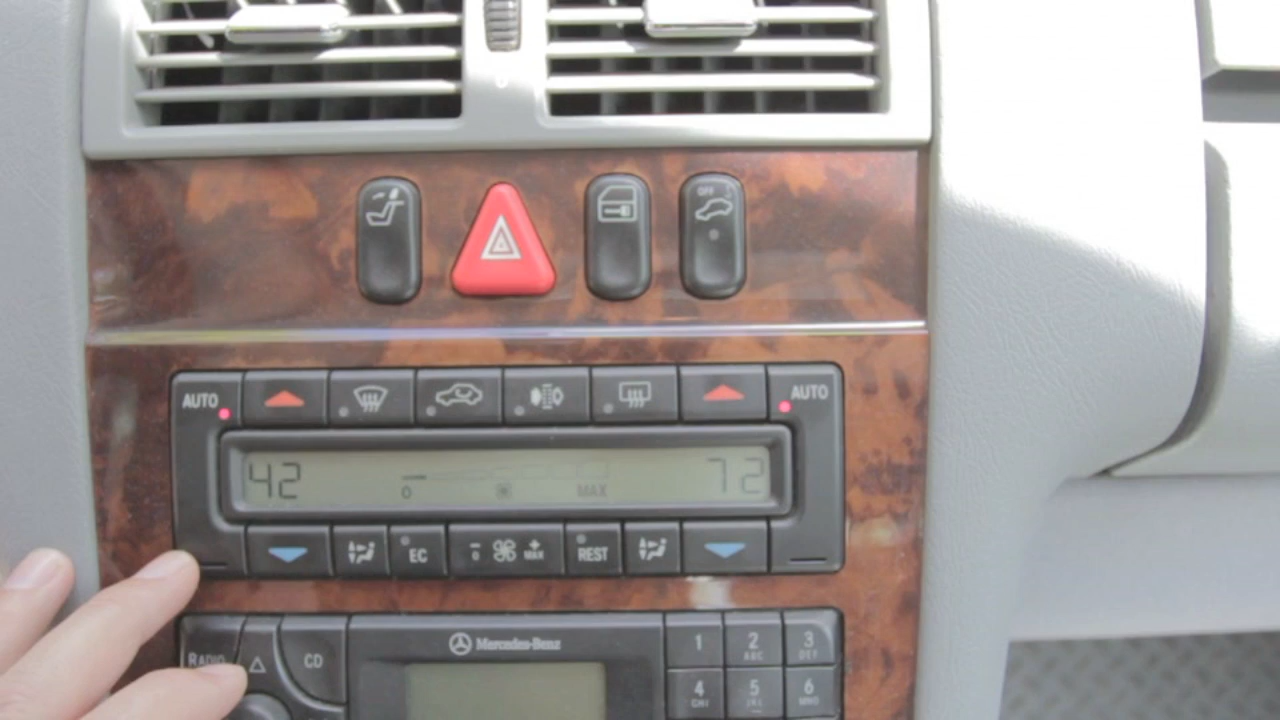 OFF
AUTO AUTO
42 0 MAX 72
EC 0 MAX REST
Mercedes-Benz
RADIO CD
1 2 ABC 3 DEF
4 GHI 5 JKL 6 MNO